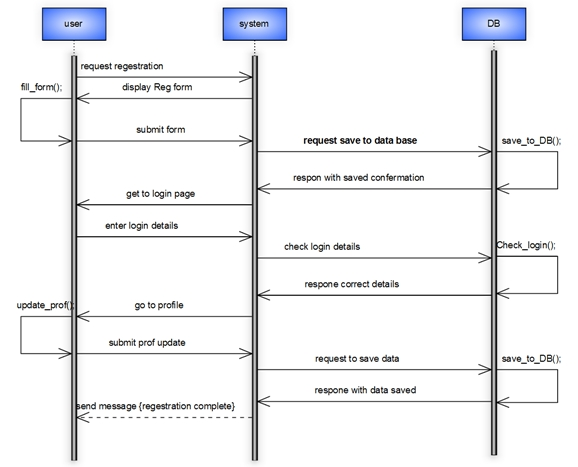 user system DB
request regestration
fill_form(); display Reg form
submit form
request save to data base save_to_DB();
respon with saved confermation
get to login page
enter login details
check login details Check_login();
respone correct details
update_prof(); go to profile
submit prof update
request to save data save_to_DB();
respone with data saved
send message {regestration complete}